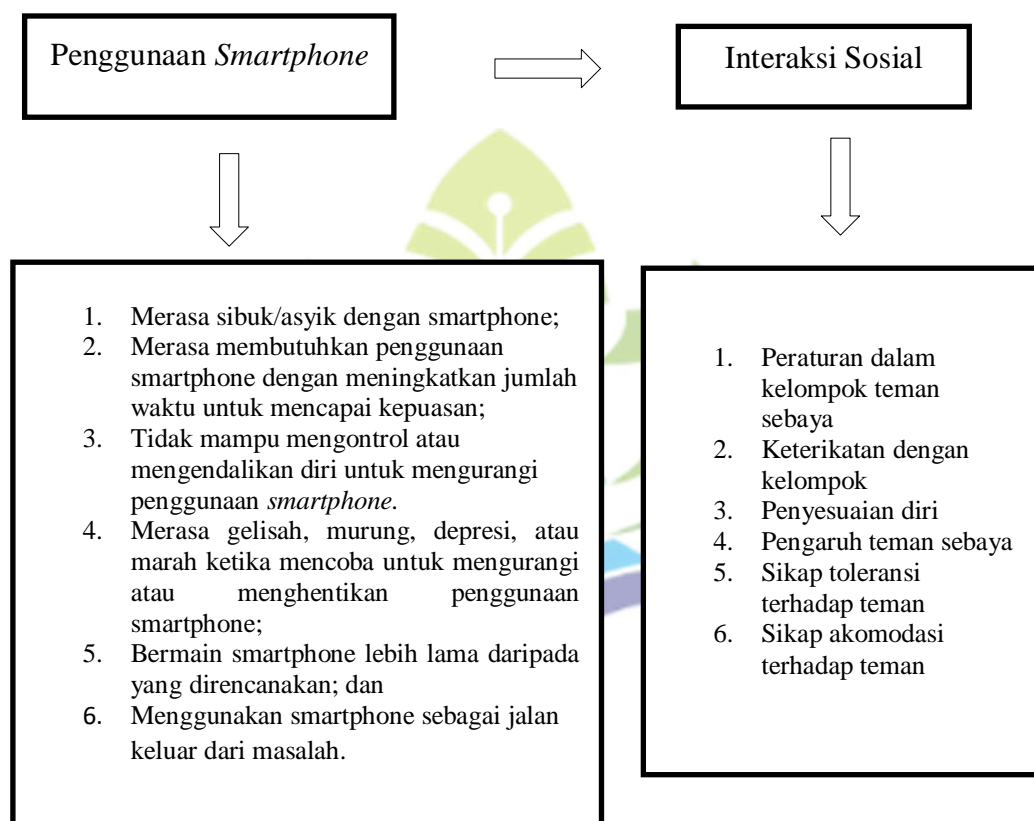 Penggunaan Smartphone
Interaksi Sosial
1. Merasa sibuk/asyik dengan smartphone;
2. Merasa membutuhkan penggunaan
smartphone dengan meningkatkan jumlah
waktu untuk mencapai kepuasan;
3. Tidak mampu mengontrol atau
mengendalikan diri untuk mengurangi
penggunaan smartphone.
4. Merasa gelisah, murung, depresi, atau
marah ketika mencoba untuk mengurangi
atau menghentikan penggunaan
smartphone;
5. Bermain smartphone lebih lama daripada
yang direncanakan; dan
6. Menggunakan smartphone sebagai jalan
keluar dari masalah.
1. Peraturan dalam
kelompok teman
sebaya
2. Keterikatan dengan
kelompok
3. Penyesuaian diri
4. Pengaruh teman sebaya
5. Sikap toleransi
terhadap teman
6. Sikap akomodasi
terhadap teman